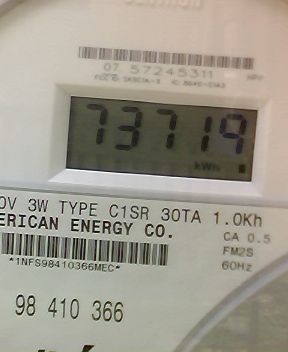 07 57245311
73719
kWh
0V 3W TYPE C1SR 30TA 1.0Kh
ERICAN ENERGY CO.
CA 0.5
FM2S
*1NFS98410366MEC*
60Hz
98 410 366